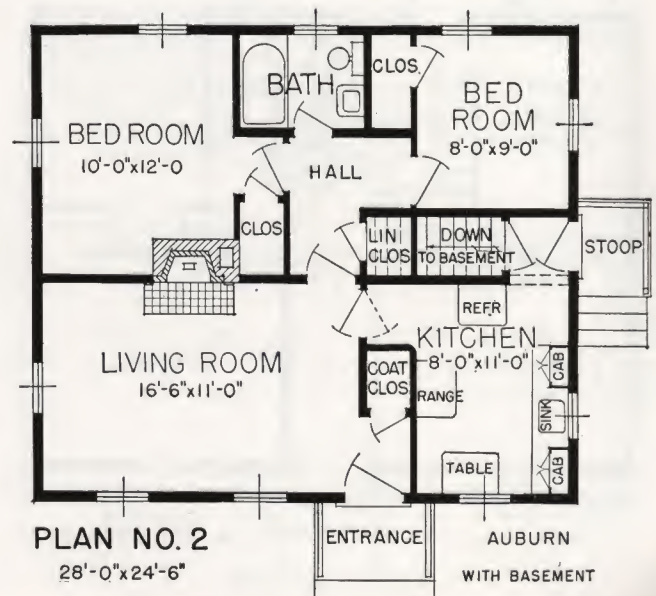 BATH
CLOS.
BED
ROOM
8'-0"x9'-0"
BED ROOM
10'-0"x12'-0
HALL
CLOS
LIN
CLOS
DOWN
TO BASEMENT
STOOP
REFR
KITCHEN
8'-0"x11'-0"
LIVING ROOM
16'-6"x11'-0"
COAT
CLOS
RANGE
CAB
SINK
CAB
TABLE
ENTRANCE
PLAN NO. 2
28'-0"x24'-6"
AUBURN
WITH BASEMENT